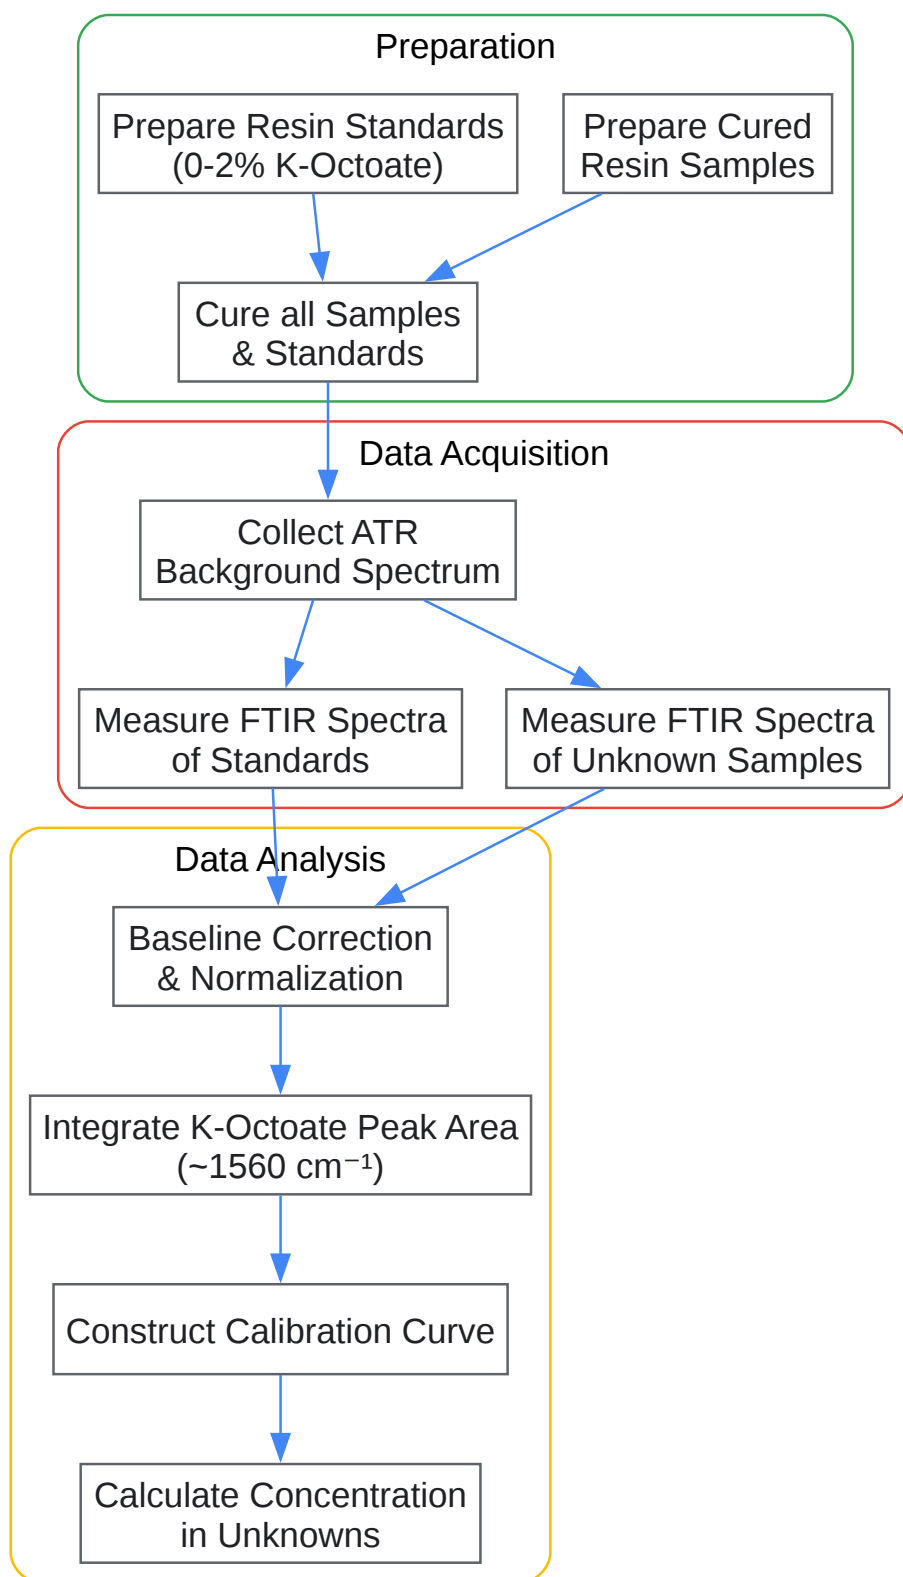 Preparation
Prepare Resin Standards
(0-2% K-Octoate)
Prepare Cured
Resin Samples
Cure all Samples
& Standards
Data Acquisition
Collect ATR
Background Spectrum
Measure FTIR Spectra
of Standards
Measure FTIR Spectra
of Unknown Samples
Data Analysis
Baseline Correction
& Normalization
Integrate K-Octoate Peak Area
(~1560 cm⁻¹)
Construct Calibration Curve
Calculate Concentration
in Unknowns